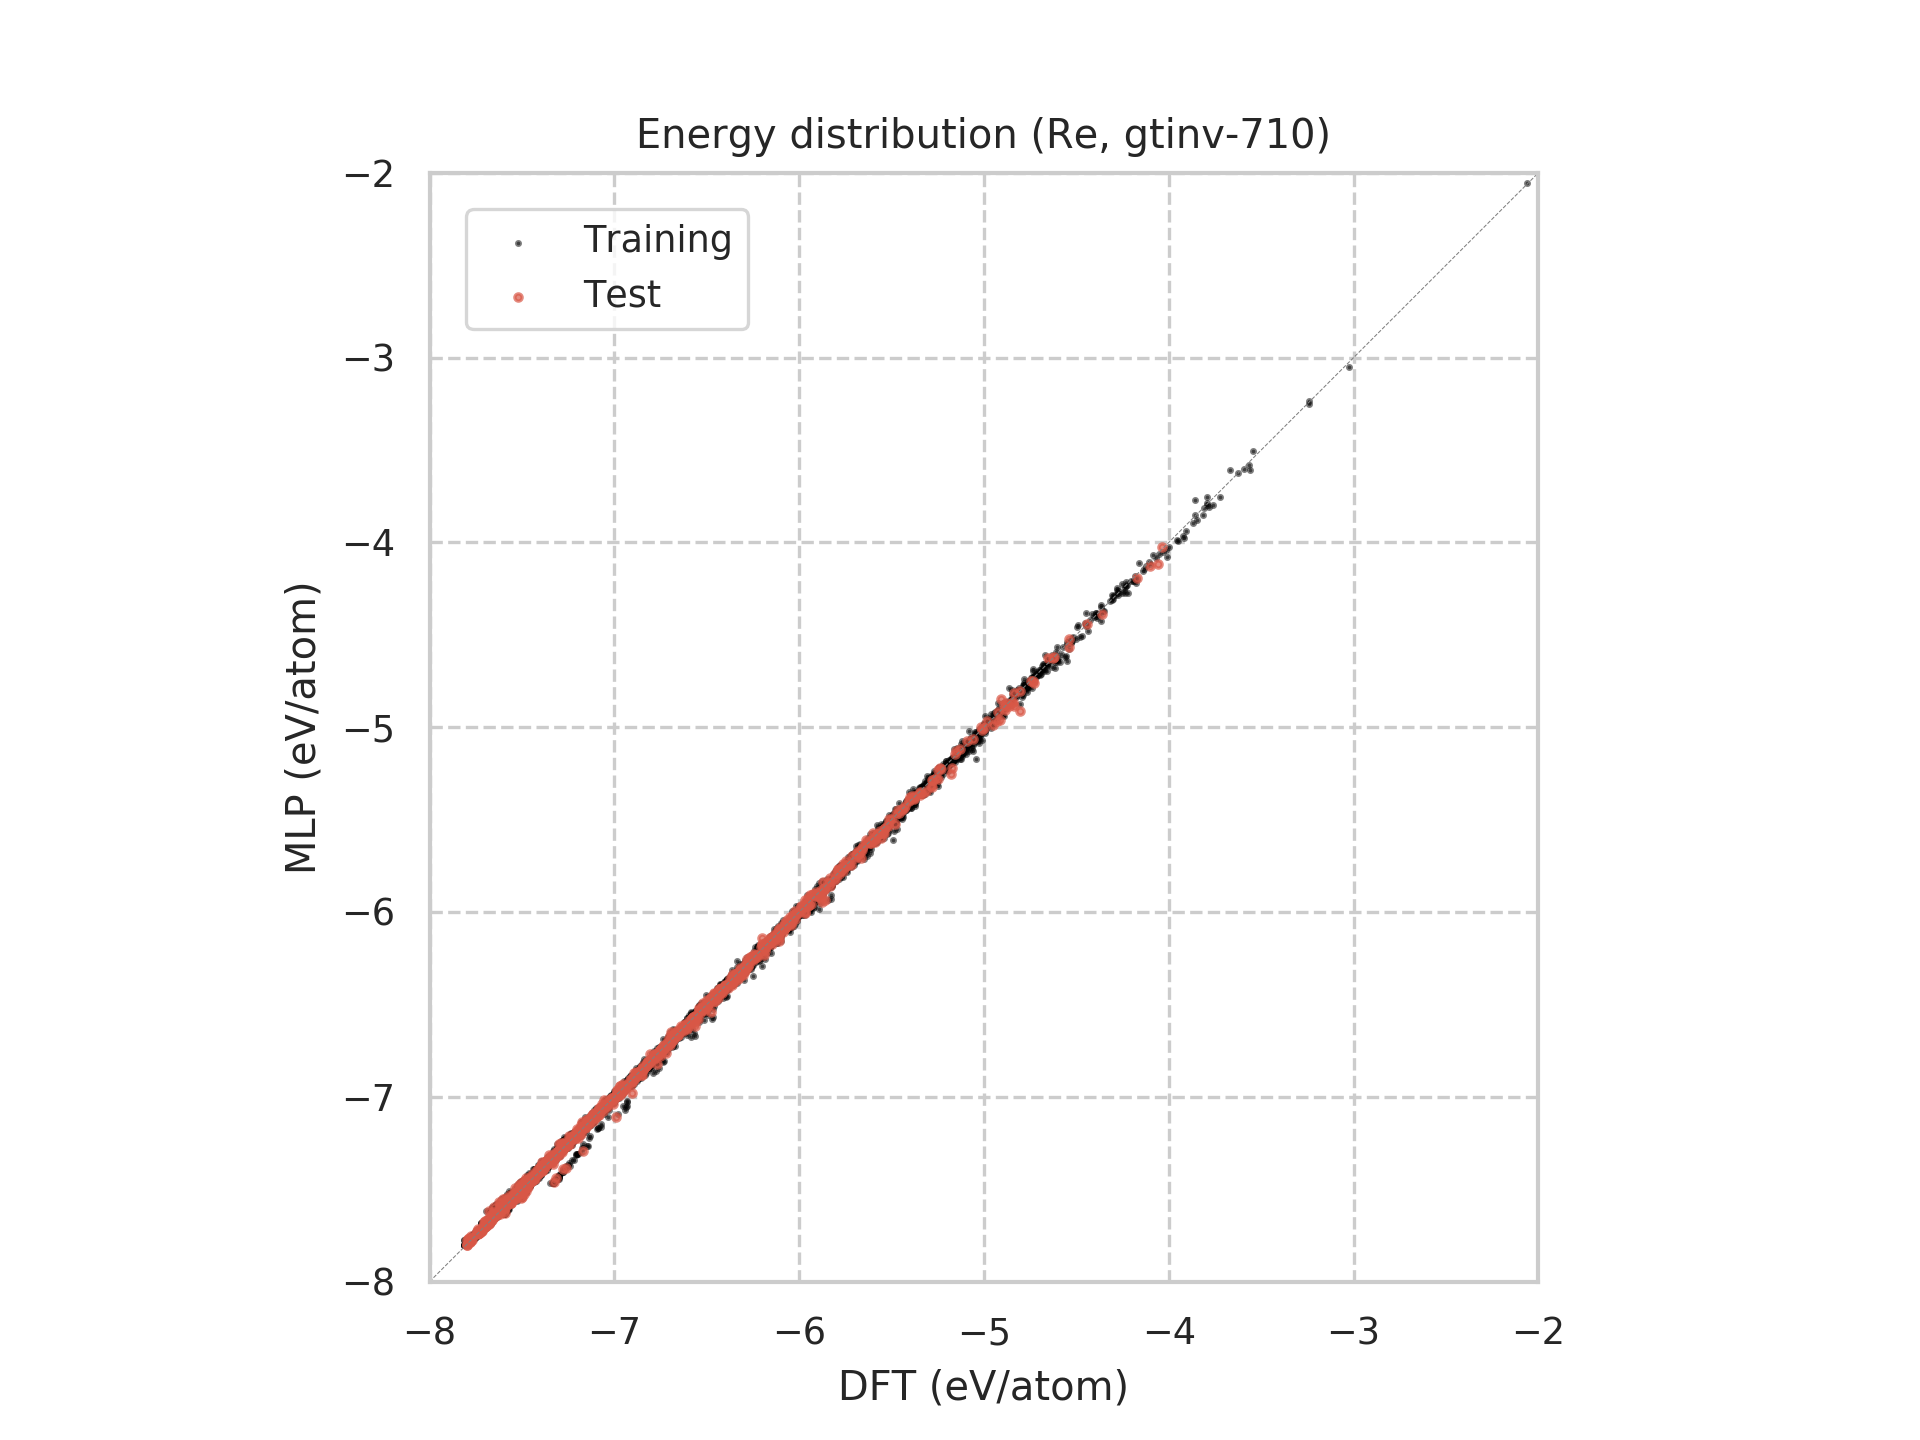 Energy distribution (Re, gtinv-710)
Training
Test
−2
−3
−4
−5
−6
−7
−8
MLP (eV/atom)
−8 −7 −6 −5 −4 −3 −2
DFT (eV/atom)